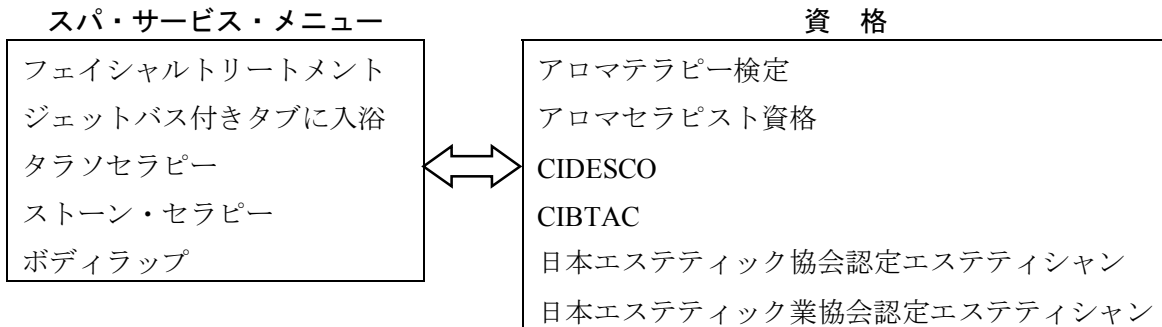 スパ・サービス・メニュー
フェイシャルトリートメント
ジェットバス付きタブに入浴
タラソセラピー
ストーン・セラピー
ボディラップ
資　格
アロマテラピー検定
アロマセラピスト資格
CIDESCO
CIBTAC
日本エステティック協会認定エステティシャン
日本エステティック業協会認定エステティシャン